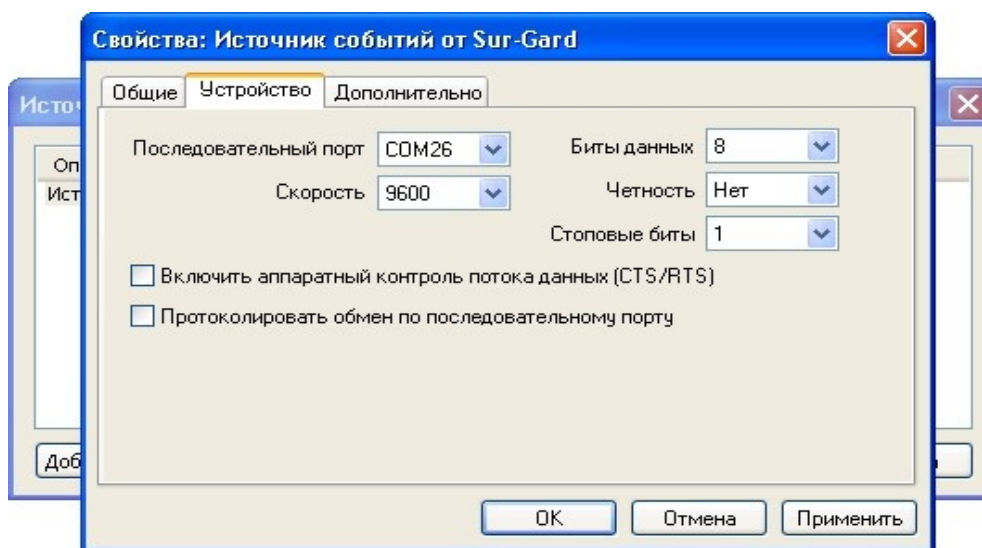 Свойства: Источник событий от Sur-Gard
Общие Устройство Дополнительно
Последовательный порт COM26 Биты данных 8
Скорость 9600 Четность Нет
Стоповые биты 1
Включить аппаратный контроль потока данных (CTS/RTS)
Протоколировать обмен по последовательному порту
OK Отмена Применить